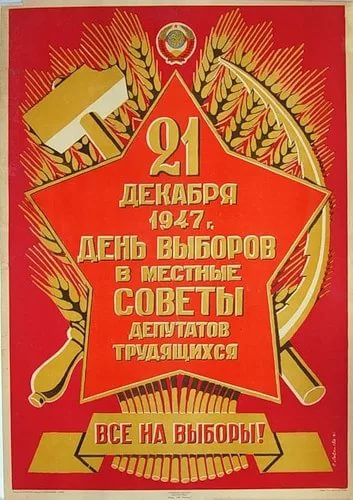 21
ДЕКАБРЯ
1947 г.
ДЕНЬ ВЫБОРОВ
В МЕСТНЫЕ
СОВЕТЫ
ДЕПУТАТОВ
ТРУДЯЩИХСЯ
ВСЕ НА ВЫБОРЫ!